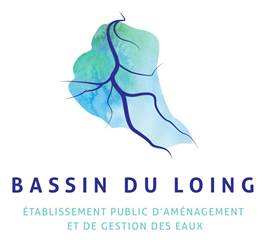 BASSIN DU LOING
ÉTABLISSEMENT PUBLIC D'AMÉNAGEMENT
ET DE GESTION DES EAUX